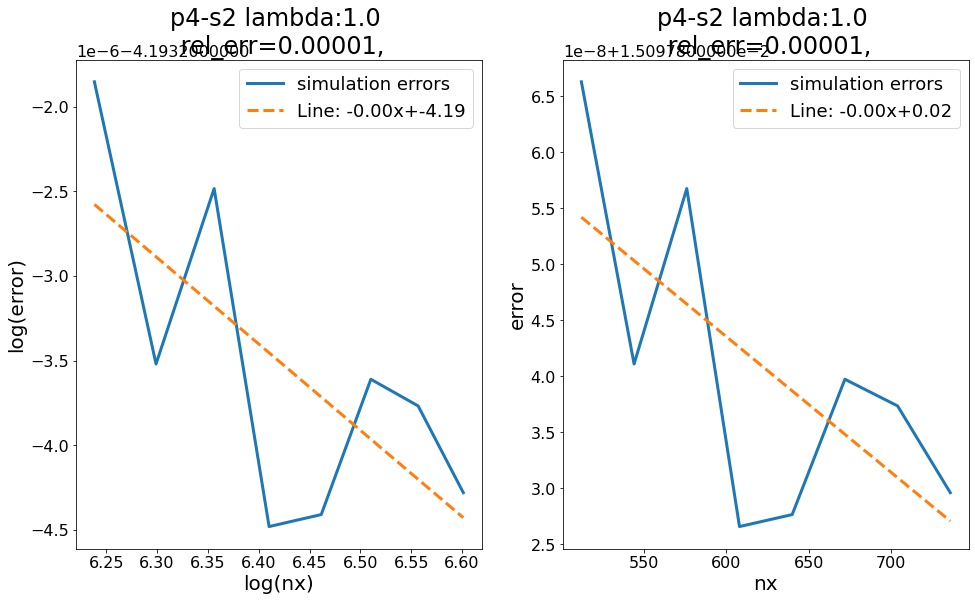 p4-s2 lambda:1.0
rel_err=0.00001,
1e−6−4.1932000000
simulation errors
Line: -0.00x+-4.19
−2.0
−2.5
−3.0
−3.5
−4.0
−4.5
log(error)
6.25 6.30 6.35 6.40 6.45 6.50 6.55 6.60
log(nx)
p4-s2 lambda:1.0
rel_err=0.00001,
1e−8+1.5097800000e−2
simulation errors
Line: -0.00x+0.02
6.5
6.0
5.5
5.0
4.5
4.0
3.5
3.0
2.5
error
550 600 650 700
nx